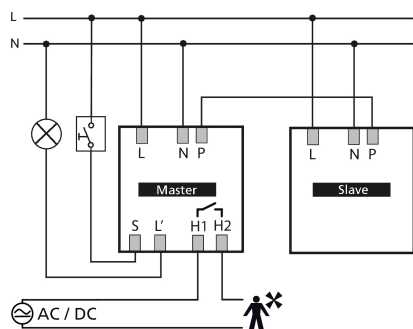 L
N
L N P L N P
Master Slave
S L' H1 H2
AC / DC